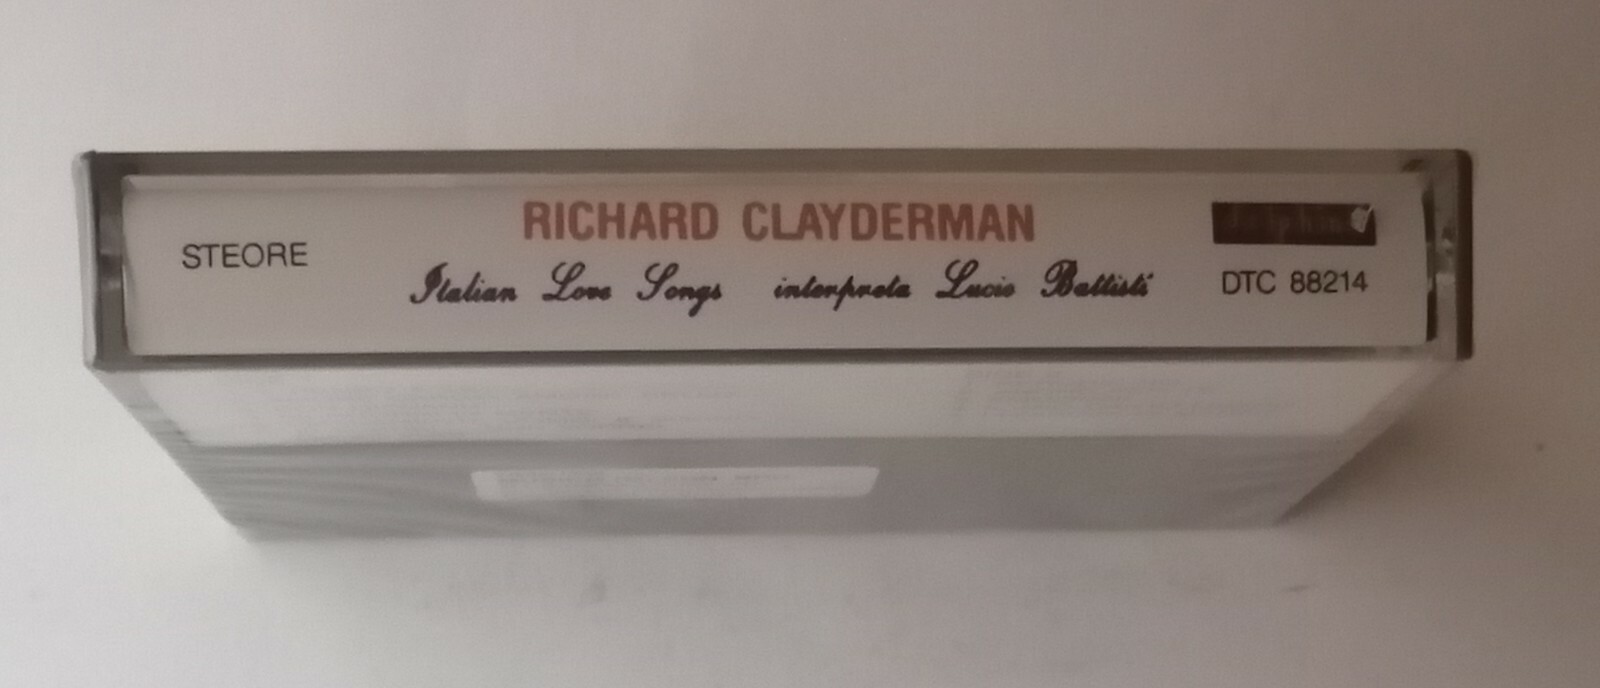 STEORE
RICHARD CLAYDERMAN
Italian Love Songs interpreta Lucio Battisti
DTC 88214